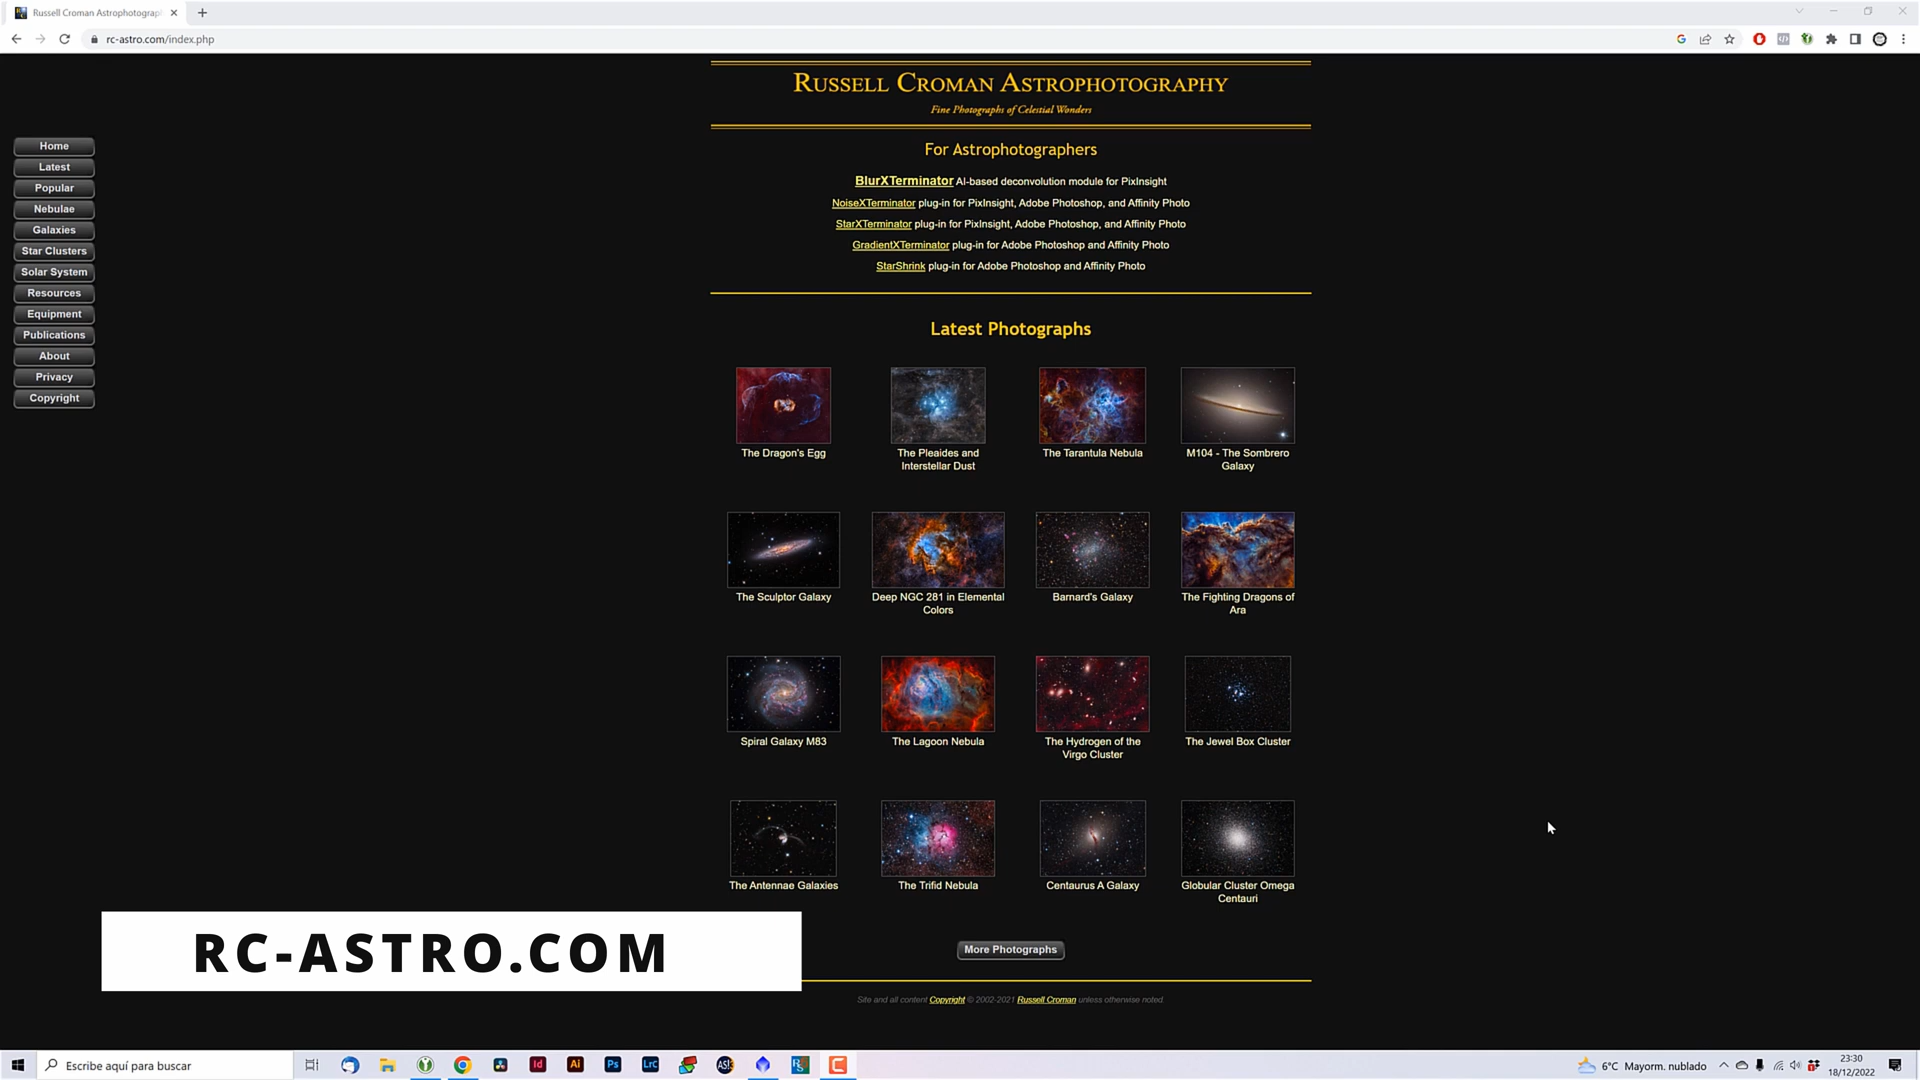 Russell Croman Astrophotograph
rc-astro.com/index.php
RUSSELL CROMAN ASTROPHOTOGRAPHY
Fine Photographs of Celestial Wonders
Home
Latest
Popular
Nebulae
Galaxies
Star Clusters
Solar System
Resources
Equipment
Publications
About
Privacy
Copyright
For Astrophotographers
BlurXTerminator AI-based deconvolution module for PixInsight
NoiseXTerminator plug-in for PixInsight, Adobe Photoshop, and Affinity Photo
StarXTerminator plug-in for PixInsight, Adobe Photoshop, and Affinity Photo
GradientXTerminator plug-in for Adobe Photoshop and Affinity Photo
StarShrink plug-in for Adobe Photoshop and Affinity Photo
Latest Photographs
The Dragon's Egg
The Pleaides and
Interstellar Dust
The Tarantula Nebula
M104 - The Sombrero
Galaxy
The Sculptor Galaxy
Deep NGC 281 in Elemental
Colors
Barnard's Galaxy
The Fighting Dragons of
Ara
Spiral Galaxy M83
The Lagoon Nebula
The Hydrogen of the
Virgo Cluster
The Jewel Box Cluster
The Antennae Galaxies
The Trifid Nebula
Centaurus A Galaxy
Globular Cluster Omega
Centauri
RC-ASTRO.COM
More Photographs
Site and all content Copyright © 2002-2021 Russell Croman unless otherwise noted
Escribe aquí para buscar
Id
Ai
Ps
LrC
6°C Mayorm. nublado
23:30
18/12/2022